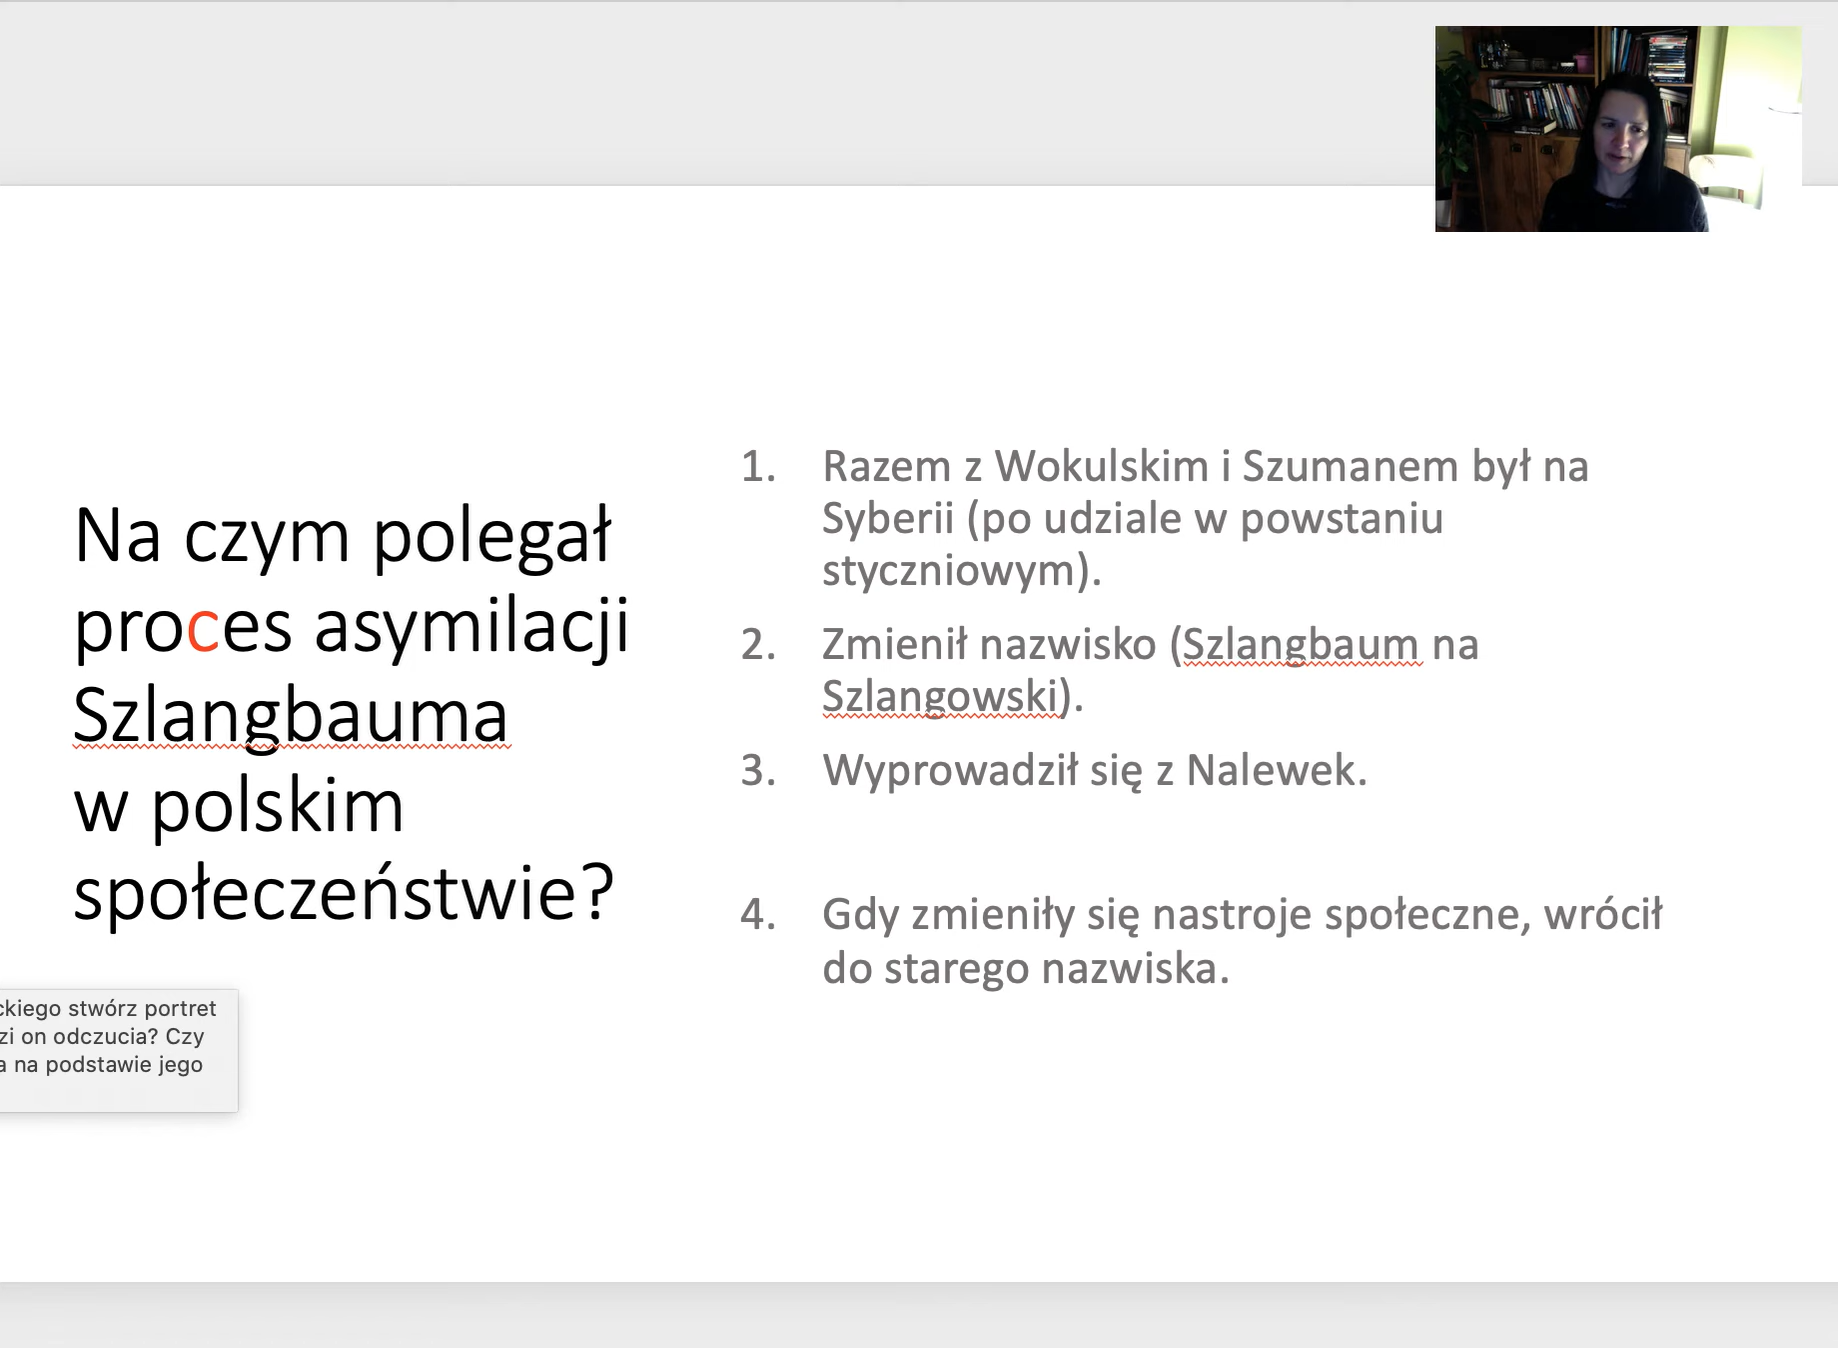 Na czym polegał
proces asymilacji
Szlangbauma
w polskim
społeczeństwie?
1. Razem z Wokulskim i Szumanem był na
Syberii (po udziale w powstaniu
styczniowym).
2. Zmienił nazwisko (Szlangbaum na
Szlangowski).
3. Wyprowadził się z Nalewek.
4. Gdy zmieniły się nastroje społeczne, wrócił
do starego nazwiska.
stwórz portret
on odczucia? Czy
na podstawie jego